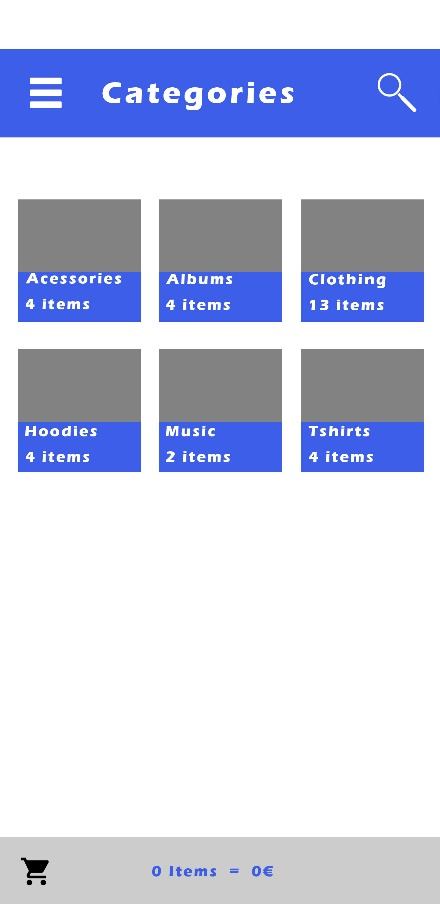 Categories
Acessories
4 items
Albums
4 items
Clothing
13 items
Hoodies
4 items
Music
2 items
Tshirts
4 items
0 Items = 0€